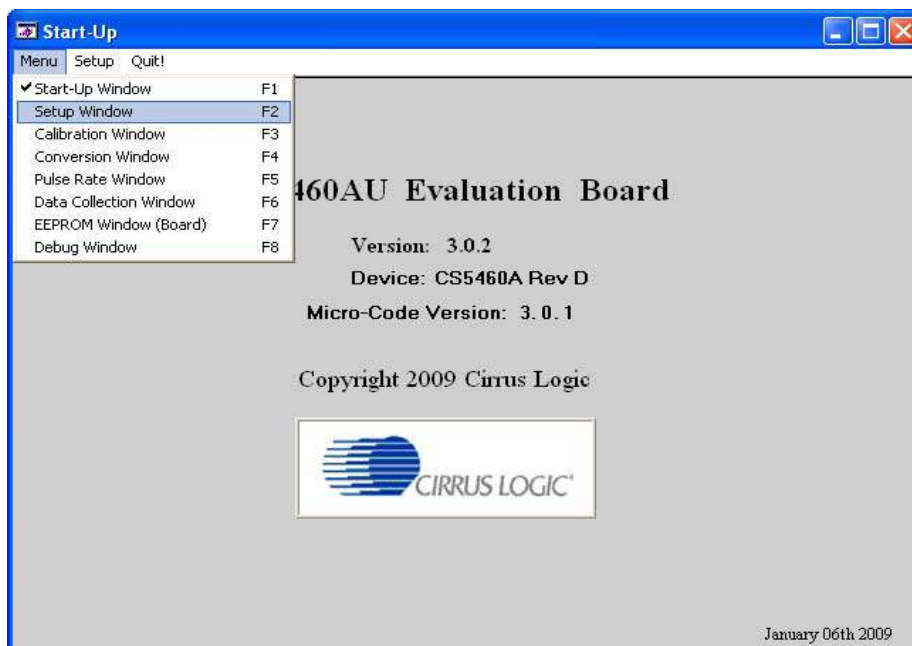 Start-Up
Menu Setup Quit!
Start-Up Window F1
Setup Window F2
Calibration Window F3
Conversion Window F4
Pulse Rate Window F5
Data Collection Window F6
EEPROM Window (Board) F7
Debug Window F8
460AU Evaluation Board
Version: 3.0.2
Device: CS5460A Rev D
Micro-Code Version: 3.0.1
Copyright 2009 Cirrus Logic
CIRRUS LOGIC®
January 06th 2009